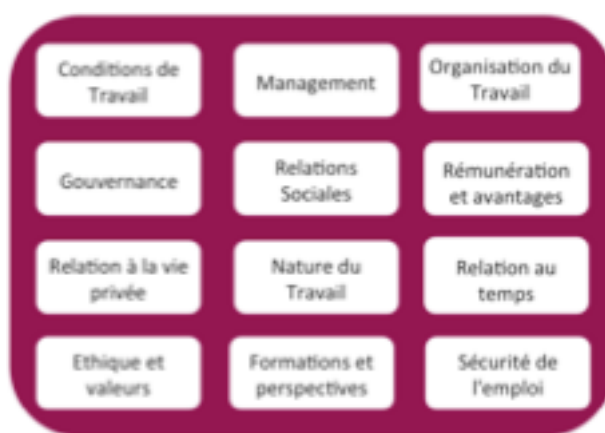 Conditions de
Travail
Management
Organisation du
Travail
Gouvernance
Relations
Sociales
Rémunération
et avantages
Relation à la vie
privée
Nature du
Travail
Relation au
temps
Ethique et
valeurs
Formations et
perspectives
Sécurité de
l'emploi